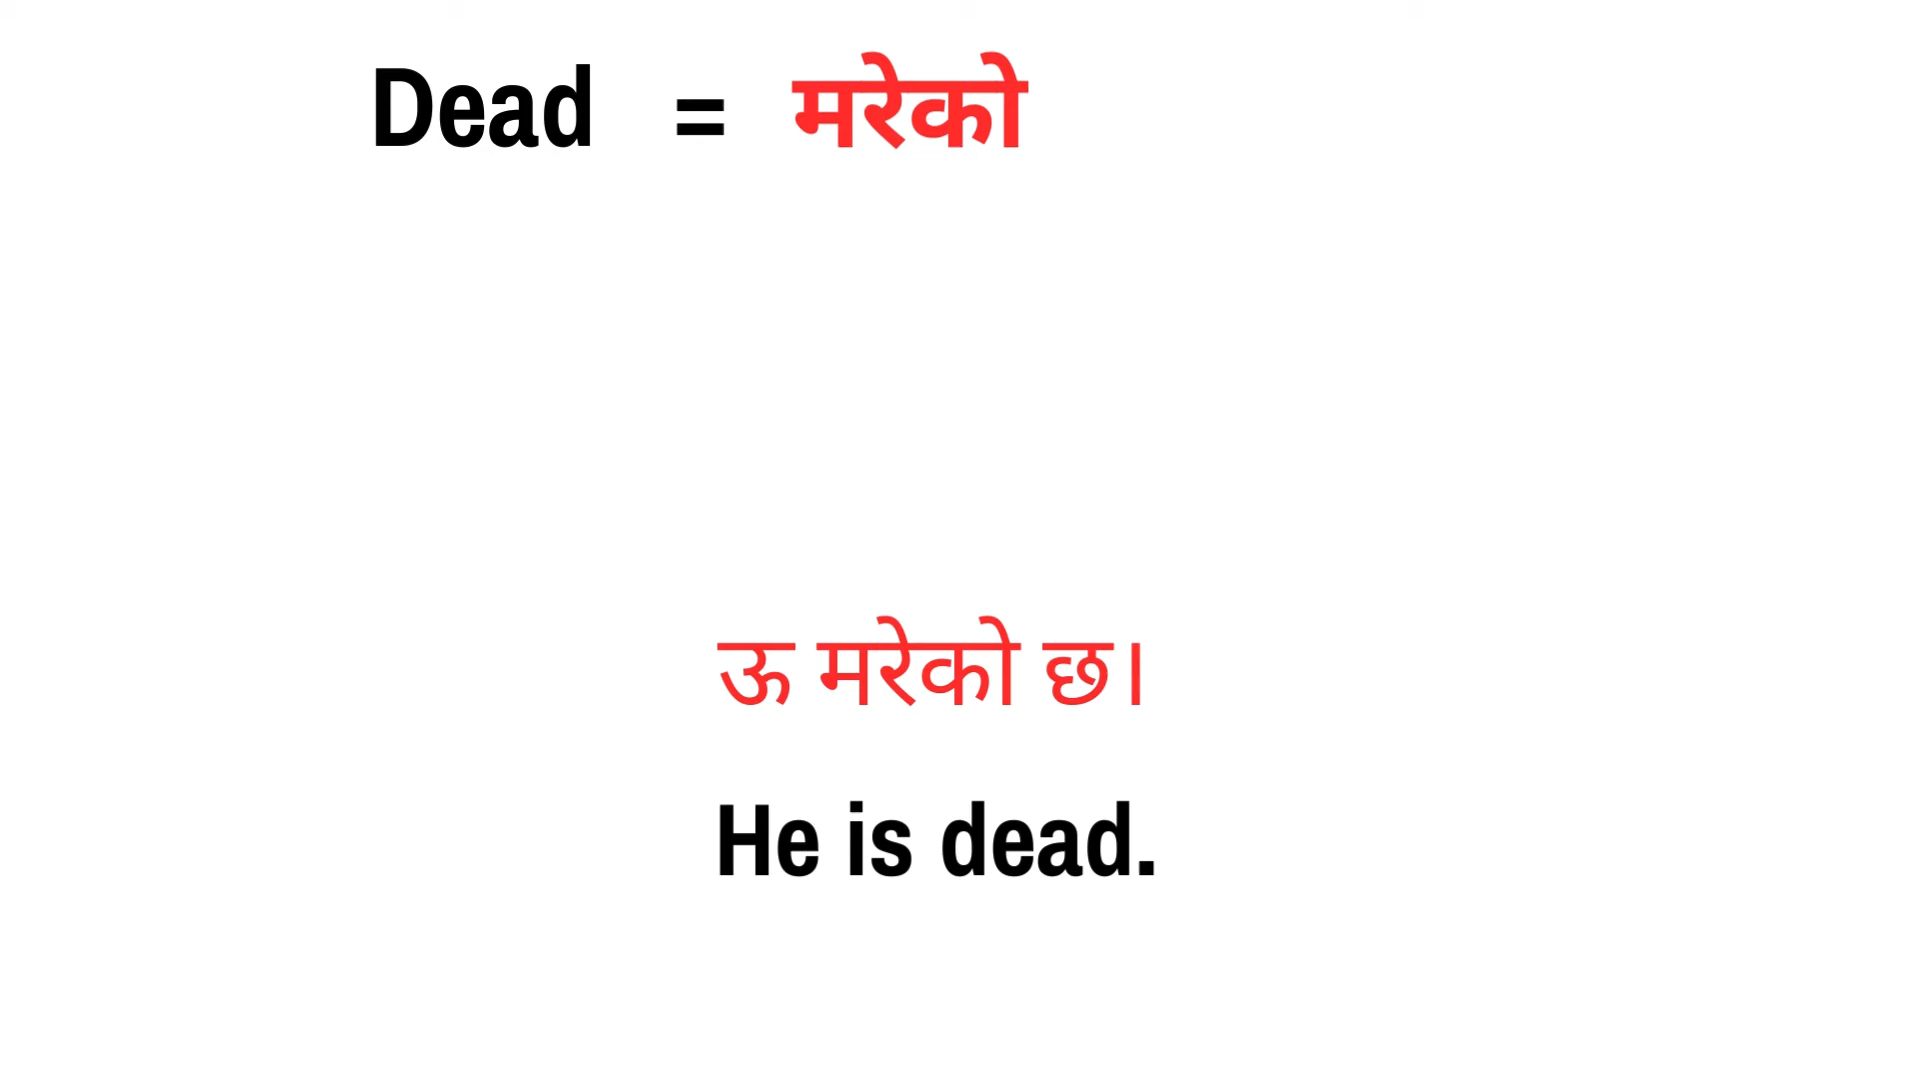 Dead = मरेको
ऊ मरेको छ।
He is dead.